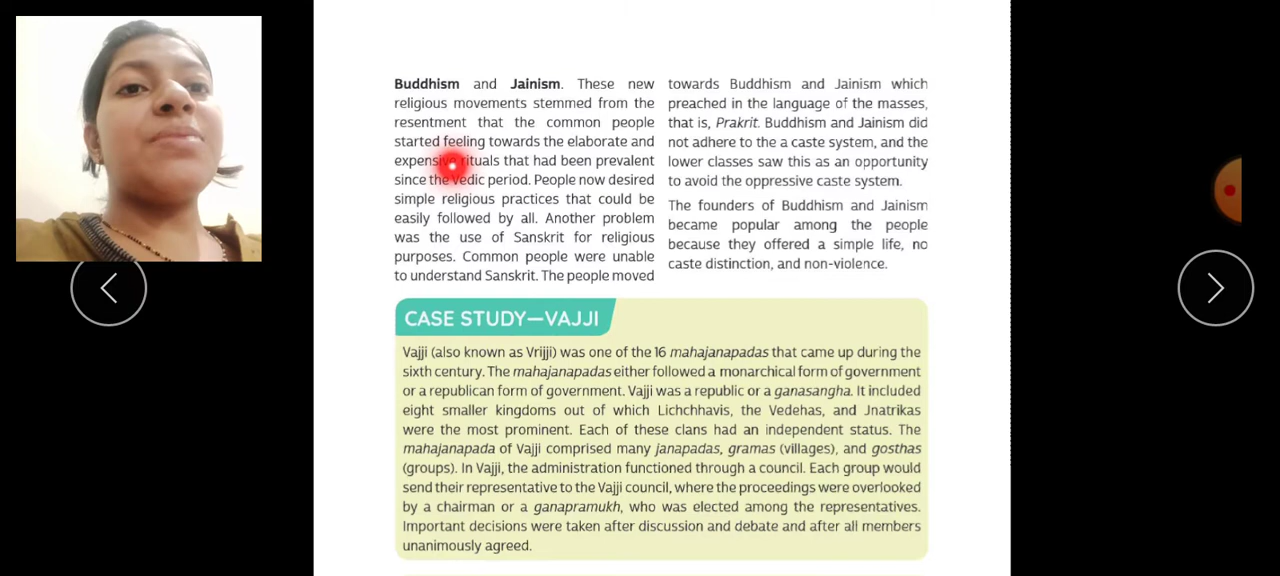 Buddhism and Jainism. These new
religious movements stemmed from the
resentment that the common people
started feeling towards the elaborate and
expensive rituals that had been prevalent
since the Vedic period. People now desired
simple religious practices that could be
easily followed by all. Another problem
was the use of Sanskrit for religious
purposes. Common people were unable
to understand Sanskrit. The people moved
towards Buddhism and Jainism which
preached in the language of the masses,
that is, Prakrit. Buddhism and Jainism did
not adhere to the a caste system, and the
lower classes saw this as an opportunity
to avoid the oppressive caste system.
The founders of Buddhism and Jainism
became popular among the people
because they offered a simple life, no
caste distinction, and non-violence.
CASE STUDY—VAJJI
Vajji (also known as Vrijji) was one of the 16 mahajanapadas that came up during the
sixth century. The mahajanapadas either followed a monarchical form of government
or a republican form of government. Vajji was a republic or a ganasangha. It included
eight smaller kingdoms out of which Lichchhavis, the Vedehas, and Jnatrikas
were the most prominent. Each of these clans had an independent status. The
mahajanapada of Vajji comprised many janapadas, gramas (villages), and gosthas
(groups). In Vajji, the administration functioned through a council. Each group would
send their representative to the Vajji council, where the proceedings were overlooked
by a chairman or a ganapramukh, who was elected among the representatives.
Important decisions were taken after discussion and debate and after all members
unanimously agreed.